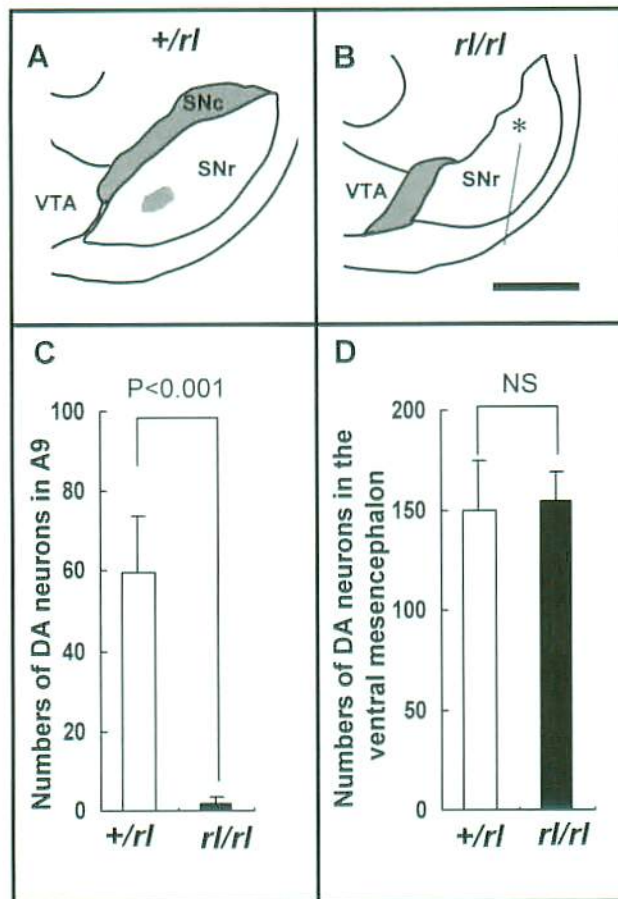 A
+/rl
SNc
SNr
VTA
B
rl/rl
*
VTA
SNr
C
P<0.001
Numbers of DA neurons in A9
100
80
60
40
20
0
+/rl
rl/rl
D
NS
Numbers of DA neurons in the
ventral mesencephalon
200
150
100
50
0
+/rl
rl/rl